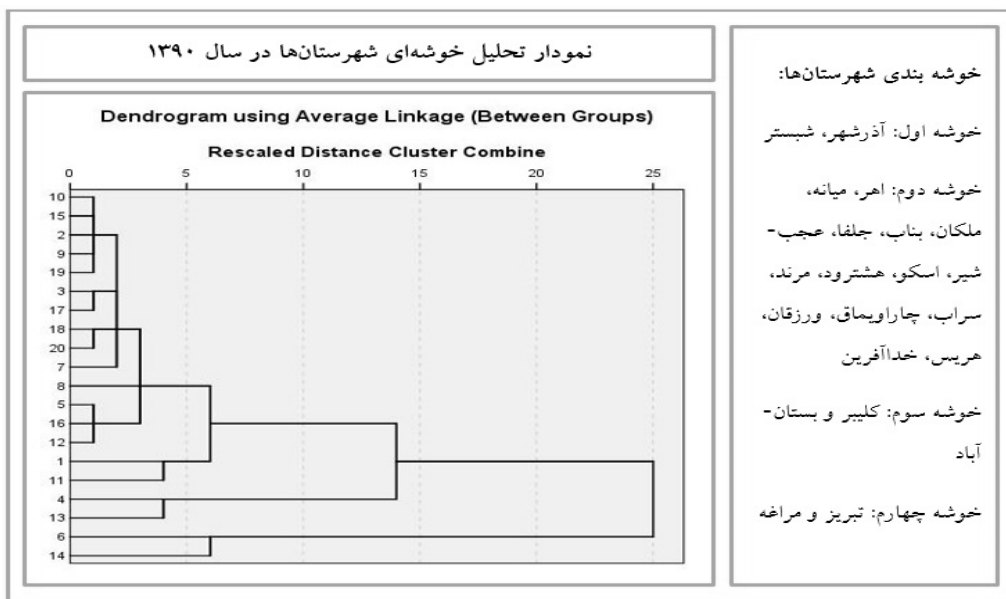 نمودار تحلیل خوشه‌ای شهرستان‌ها در سال ۱۳۹۰
Dendrogram using Average Linkage (Between Groups)
Rescaled Distance Cluster Combine
0 5 10 15 20 25
10
15
2
9
19
3
17
18
20
7
8
5
16
12
1
11
4
13
6
14
خوشه بندی شهرستان‌ها:
خوشه اول: آذرشهر، شبستر
خوشه دوم: اهر، میانه،
ملکان، بناب، جلفا، عجب-
شیر، اسکو، هشترود، مرند،
سراب، چاراویماق، ورزقان،
هریس، خداآفرین
خوشه سوم: کلیبر و بستان-
آباد
خوشه چهارم: تبریز و مراغه